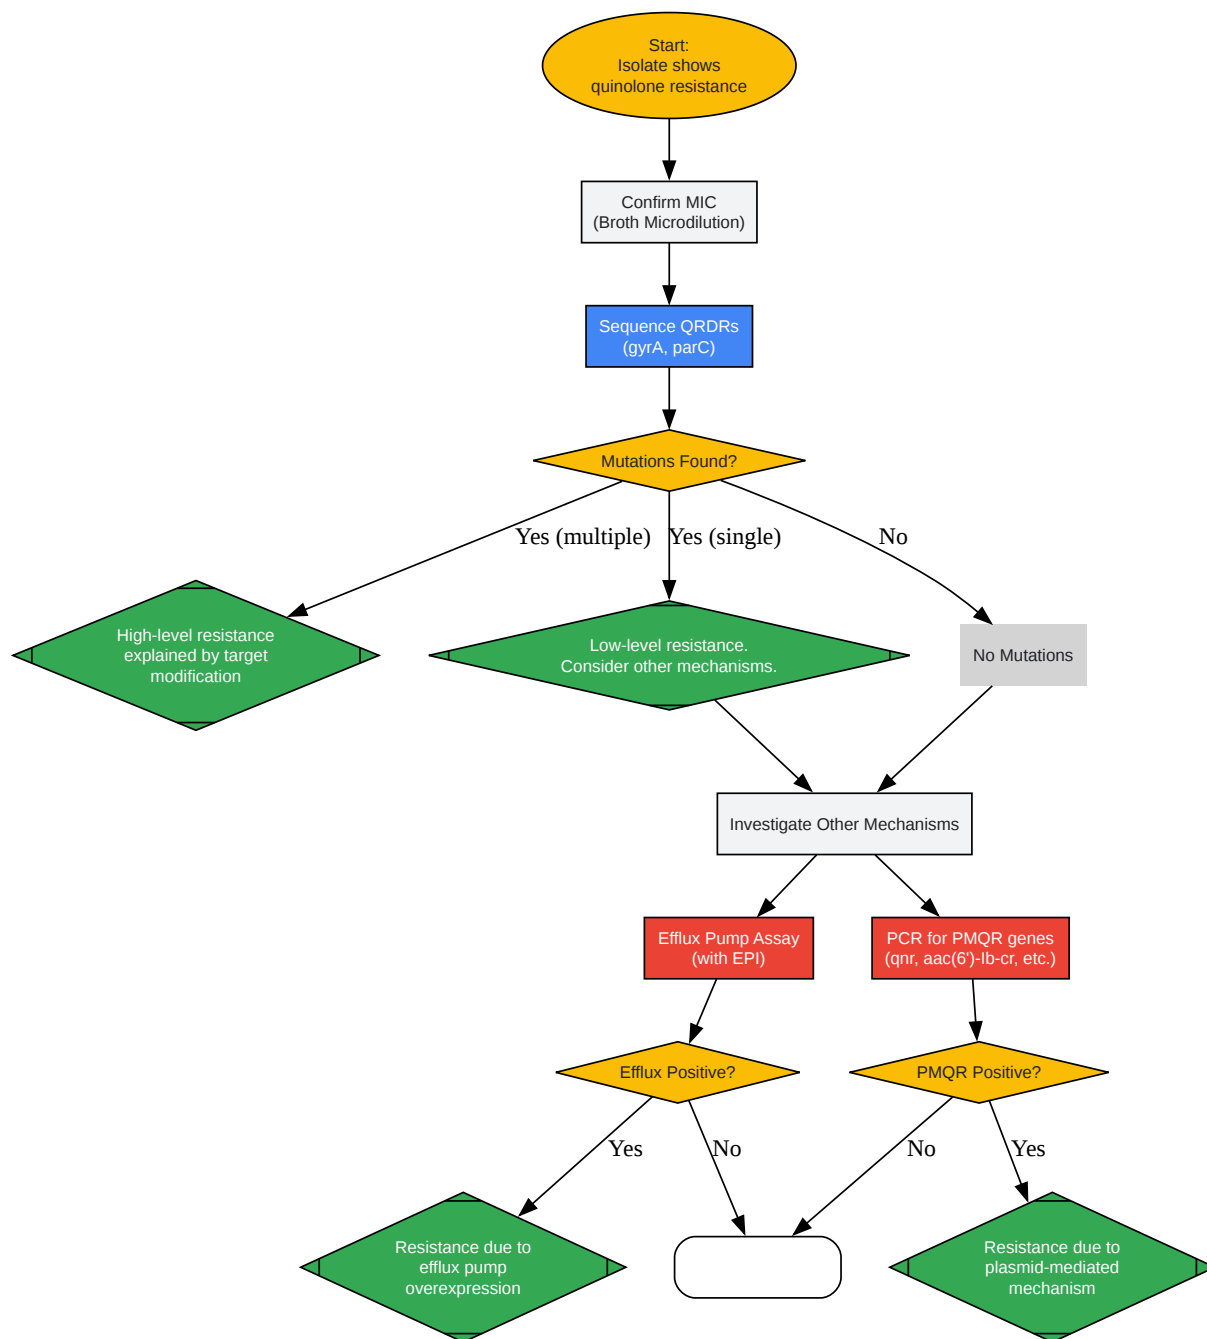 Start:
Isolate shows
quinolone resistance
Confirm MIC
(Broth Microdilution)
Sequence QRDRs
(gyrA, parC)
Mutations Found?
Yes (multiple)
Yes (single)
No
High-level resistance
explained by target
modification
Low-level resistance.
Consider other mechanisms.
No Mutations
Investigate Other Mechanisms
Efflux Pump Assay
(with EPI)
PCR for PMQR genes
(qnr, aac(6')-Ib-cr, etc.)
Efflux Positive?
PMQR Positive?
Yes
No
No
Yes
Resistance due to
efflux pump
overexpression
Resistance due to
plasmid-mediated
mechanism